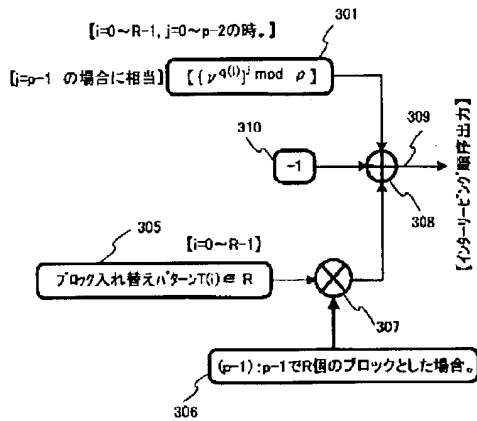 [i=0～R-1, j=0～p-2の時。]
301
[j=p-1 の場合に相当]
[{ν^q(i)}^j mod p]
310
-1
309
308
[インターリービング順序出力]
305
[i=0～R-1]
ブロック入れ替えパターンT(i)∈R
307
(p-1):p-1でR個のブロックとした場合。
306